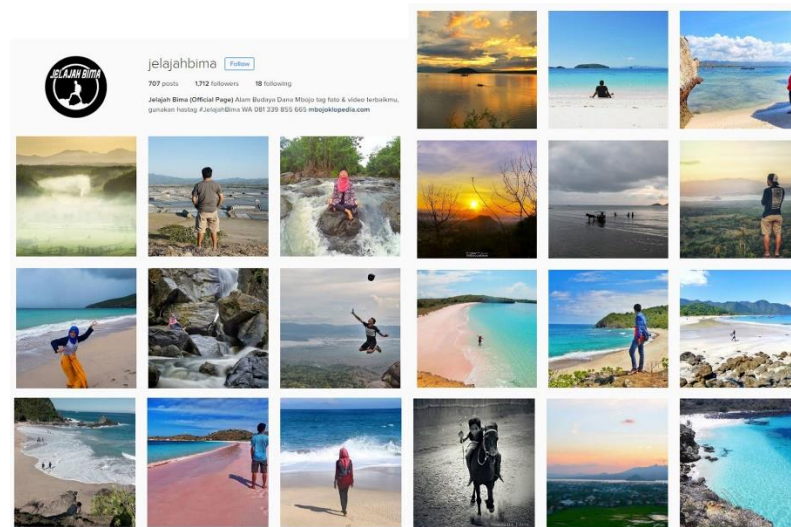 JELAJAH BIMA
jelajahbima Follow
707 posts 1,712 followers 18 following
Jelajah Bima (Official Page) Alam Budaya Dana Mbojo tag foto & video terbaikmu,
gunakan hastag #JelajahBima WA 081 339 855 665 mbojoklopedia.com